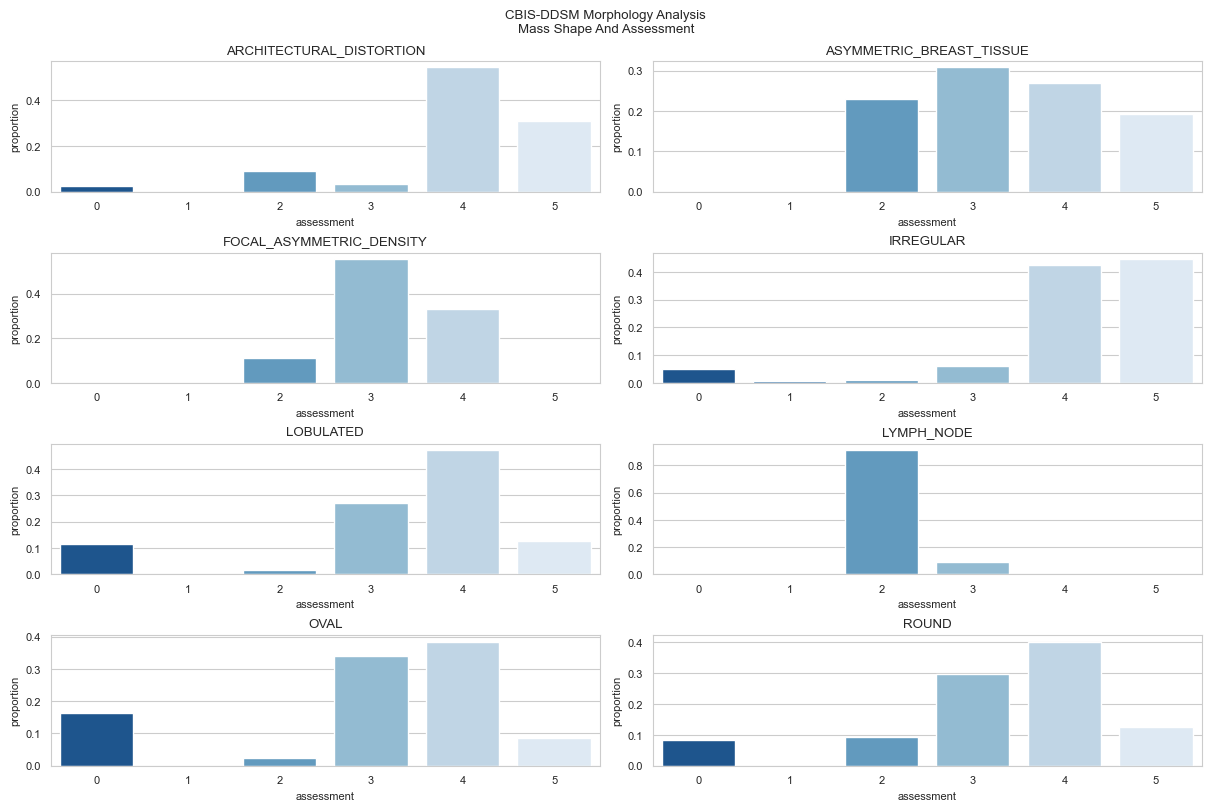 CBIS-DDSM Morphology Analysis
Mass Shape And Assessment
ARCHITECTURAL_DISTORTION
proportion
0.4
0.2
0.0
0 1 2 3 4 5
assessment
ASYMMETRIC_BREAST_TISSUE
proportion
0.3
0.2
0.1
0.0
0 1 2 3 4 5
assessment
FOCAL_ASYMMETRIC_DENSITY
proportion
0.4
0.2
0.0
0 1 2 3 4 5
assessment
IRREGULAR
proportion
0.4
0.3
0.2
0.1
0.0
0 1 2 3 4 5
assessment
LOBULATED
proportion
0.4
0.3
0.2
0.1
0.0
0 1 2 3 4 5
assessment
LYMPH_NODE
proportion
0.8
0.6
0.4
0.2
0.0
0 1 2 3 4 5
assessment
OVAL
proportion
0.4
0.3
0.2
0.1
0.0
0 1 2 3 4 5
assessment
ROUND
proportion
0.4
0.3
0.2
0.1
0.0
0 1 2 3 4 5
assessment